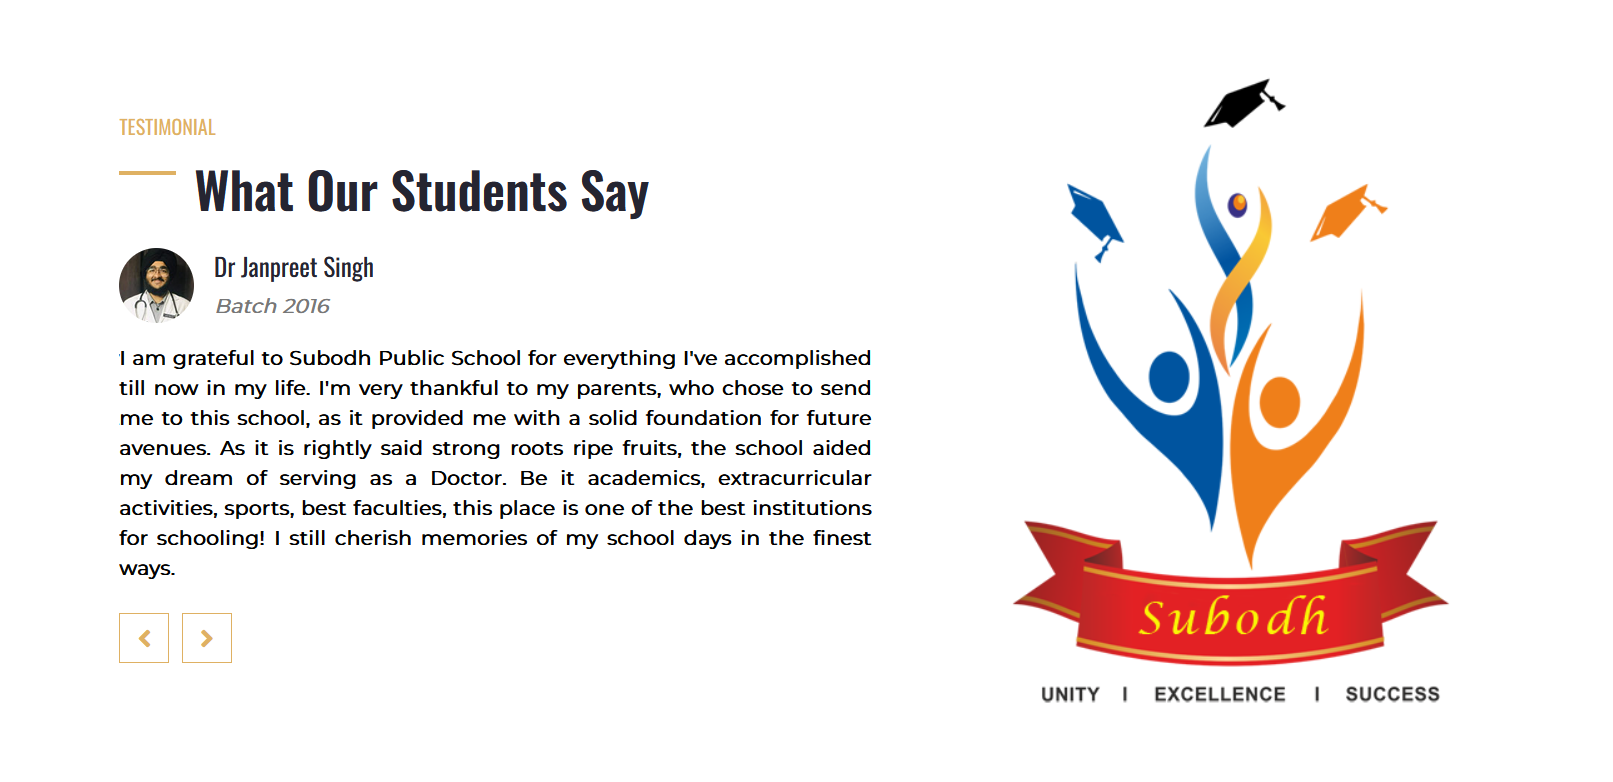 TESTIMONIAL
What Our Students Say
Dr Janpreet Singh
Batch 2016
'I am grateful to Subodh Public School for everything I've accomplished
till now in my life. I'm very thankful to my parents, who chose to send
me to this school, as it provided me with a solid foundation for future
avenues. As it is rightly said strong roots ripe fruits, the school aided
my dream of serving as a Doctor. Be it academics, extracurricular
activities, sports, best faculties, this place is one of the best institutions
for schooling! I still cherish memories of my school days in the finest
ways.
Subodh
UNITY | EXCELLENCE | SUCCESS